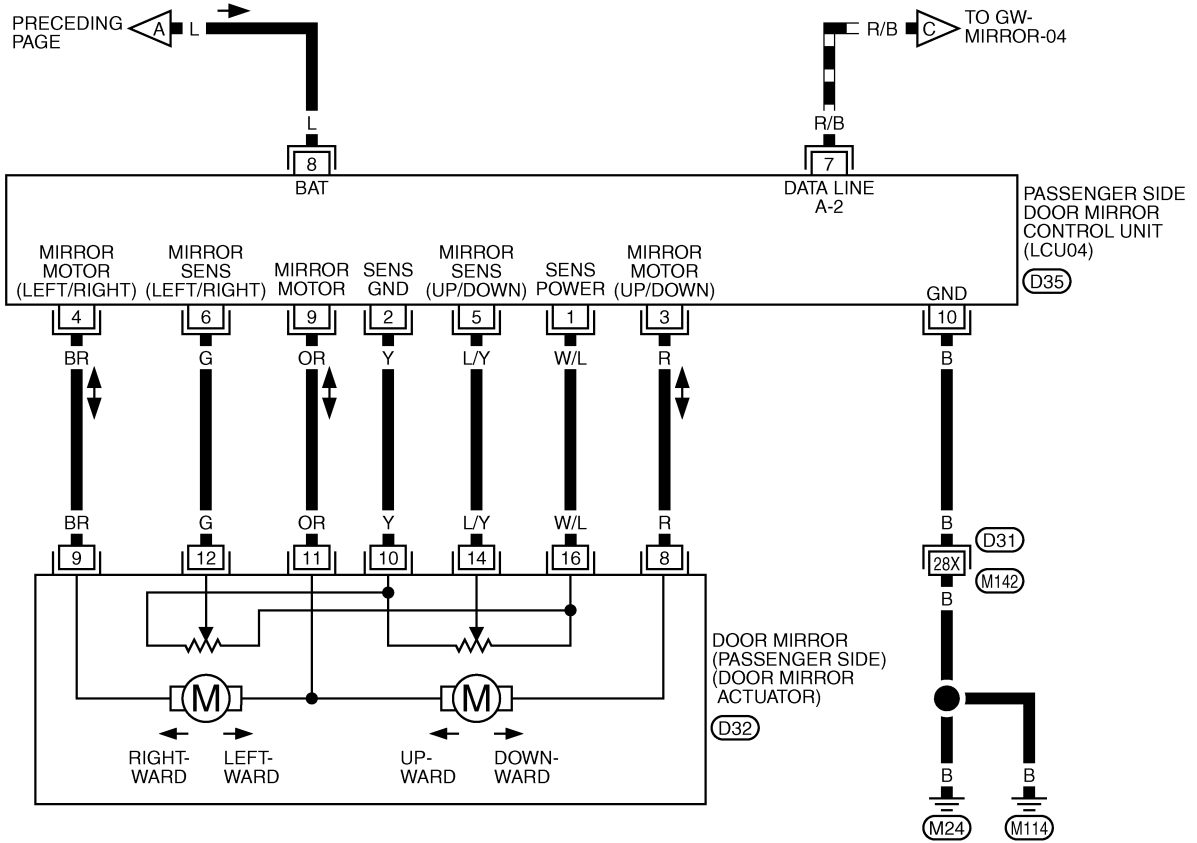 PRECEDING
PAGE
A
L
R/B
C
TO GW-
MIRROR-04
L
R/B
8
7
BAT
DATA LINE
A-2
PASSENGER SIDE
DOOR MIRROR
CONTROL UNIT
(LCU04)
D35
MIRROR
MOTOR
(LEFT/RIGHT)
MIRROR
SENS
(LEFT/RIGHT)
MIRROR
MOTOR
SENS
GND
MIRROR
SENS
(UP/DOWN)
SENS
POWER
MIRROR
MOTOR
(UP/DOWN)
GND
4 6 9 2 5 1 3 10
BR G OR Y L/Y W/L R B
BR G OR Y L/Y W/L R B
9 12 11 10 14 16 8
28X
D31
M142
B
M M
RIGHT-
WARD
LEFT-
WARD
UP-
WARD
DOWN-
WARD
DOOR MIRROR
(PASSENGER SIDE)
(DOOR MIRROR
ACTUATOR)
D32
B B
M24 M114